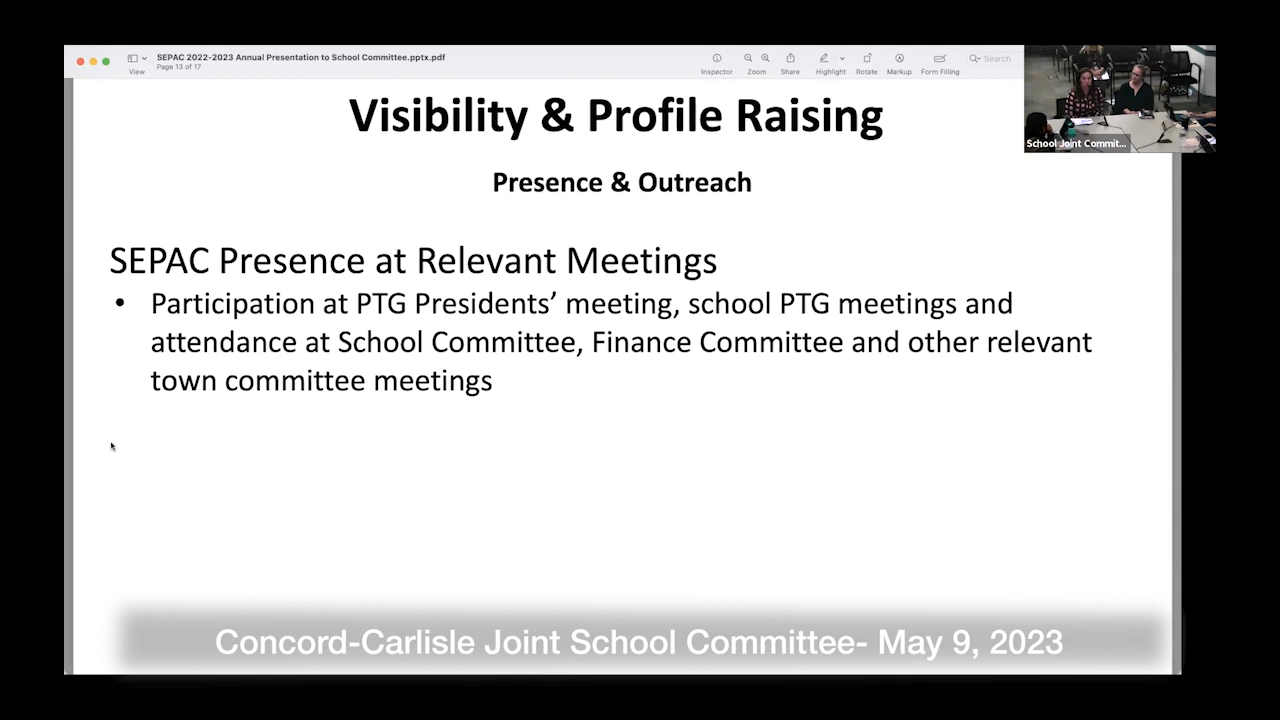 SEPAC 2022-2023 Annual Presentation to School Committee.pptx.pdf
Page 13 of 17
View
Inspector
Zoom
Share
Highlight
Rotate
Markup
Form Filling
Search
School Joint Commit...
Visibility & Profile Raising
Presence & Outreach
SEPAC Presence at Relevant Meetings
• Participation at PTG Presidents’ meeting, school PTG meetings and
attendance at School Committee, Finance Committee and other relevant
town committee meetings
Concord-Carlisle Joint School Committee- May 9, 2023